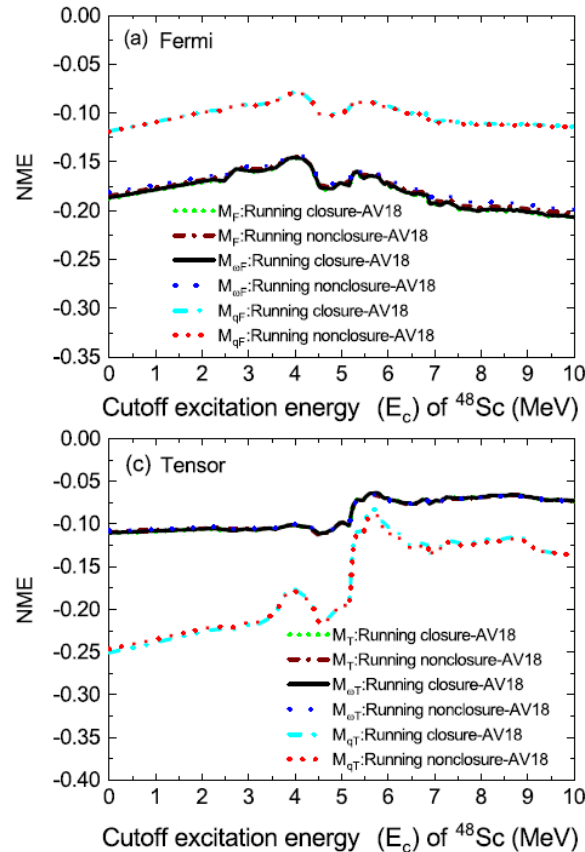 (a) Fermi
-0.05
-0.10
-0.15
-0.20
-0.25
-0.30
-0.35
NME
M_F:Running closure-AV18
M_F:Running nonclosure-AV18
M_ωF:Running closure-AV18
M_ωF:Running nonclosure-AV18
M_qF:Running closure-AV18
M_qF:Running nonclosure-AV18
0 1 2 3 4 5 6 7 8 9 10
Cutoff excitation energy (E_c) of ^48Sc (MeV)
(c) Tensor
0.00
-0.05
-0.10
-0.15
-0.20
-0.25
-0.30
-0.35
-0.40
NME
M_T:Running closure-AV18
M_T:Running nonclosure-AV18
M_ωT:Running closure-AV18
M_ωT:Running nonclosure-AV18
M_qT:Running closure-AV18
M_qT:Running nonclosure-AV18
0 1 2 3 4 5 6 7 8 9 10
Cutoff excitation energy (E_c) of ^48Sc (MeV)